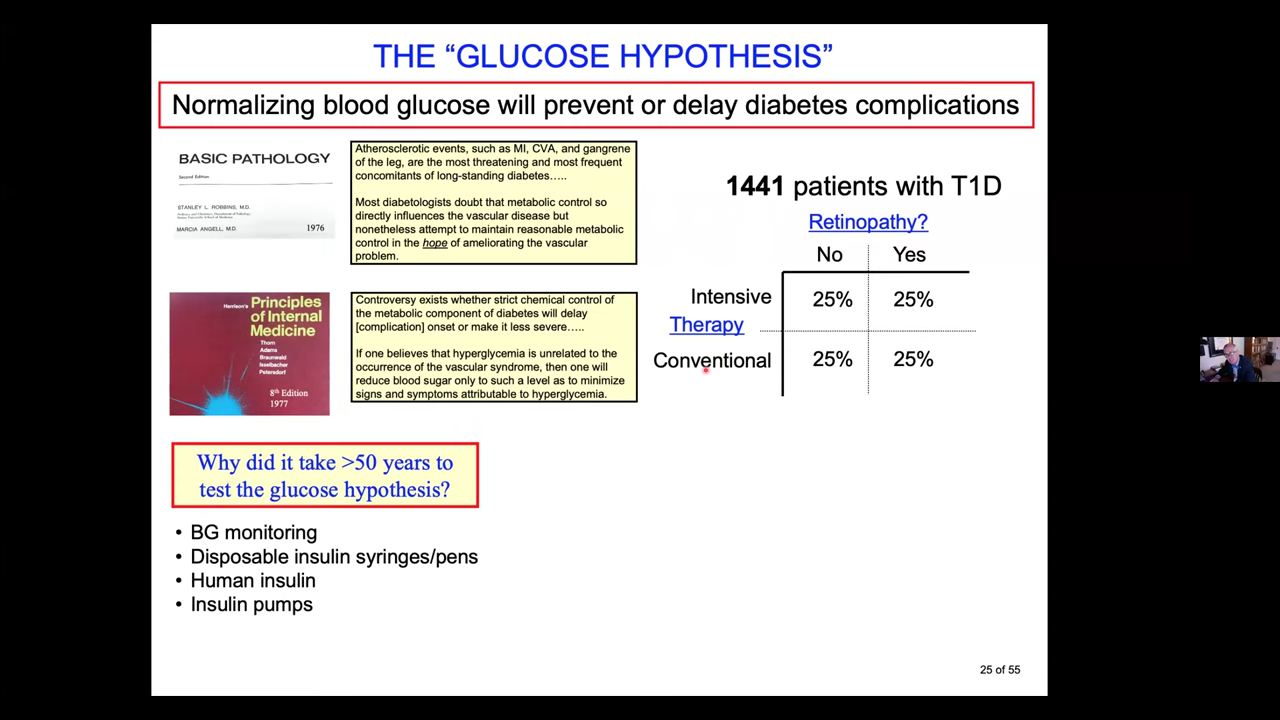 THE “GLUCOSE HYPOTHESIS”
Normalizing blood glucose will prevent or delay diabetes complications
BASIC PATHOLOGY
Second Edition
STANLEY L. ROBBINS, M.D.
MARCIA ANGELL, M.D.
1976
Atherosclerotic events, such as MI, CVA, and gangrene
of the leg, are the most threatening and most frequent
concomitants of long-standing diabetes…..
Most diabetologists doubt that metabolic control so
directly influences the vascular disease but
nonetheless attempt to maintain reasonable metabolic
control in the hope of ameliorating the vascular
problem.
Harrison's Principles
of Internal
Medicine
Thorn
Adams
Braunwald
Isselbacher
Petersdorf
8th Edition
1977
Controversy exists whether strict chemical control of
the metabolic component of diabetes will delay
[complication] onset or make it less severe…..
If one believes that hyperglycemia is unrelated to the
occurrence of the vascular syndrome, then one will
reduce blood sugar only to such a level as to minimize
signs and symptoms attributable to hyperglycemia.
1441 patients with T1D
Retinopathy?
No Yes
Intensive 25% 25%
Therapy
Conventional 25% 25%
Why did it take >50 years to
test the glucose hypothesis?
• BG monitoring
• Disposable insulin syringes/pens
• Human insulin
• Insulin pumps
25 of 55